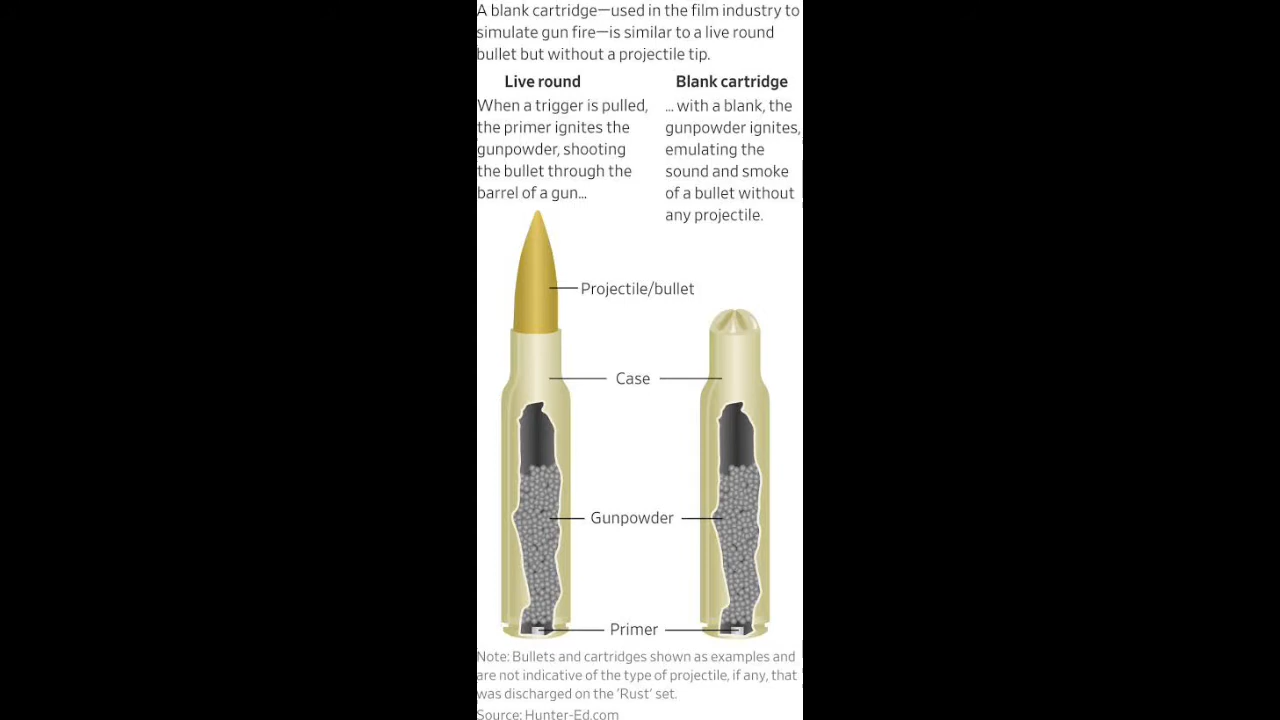 A blank cartridge—used in the film industry to
simulate gun fire—is similar to a live round
bullet but without a projectile tip.
Live round
When a trigger is pulled,
the primer ignites the
gunpowder, shooting
the bullet through the
barrel of a gun...
Blank cartridge
... with a blank, the
gunpowder ignites,
emulating the
sound and smoke
of a bullet without
any projectile.
Projectile/bullet
Case
Gunpowder
Primer
Note: Bullets and cartridges shown as examples and
are not indicative of the type of projectile, if any, that
was discharged on the ‘Rust’ set.
Source: Hunter-Ed.com